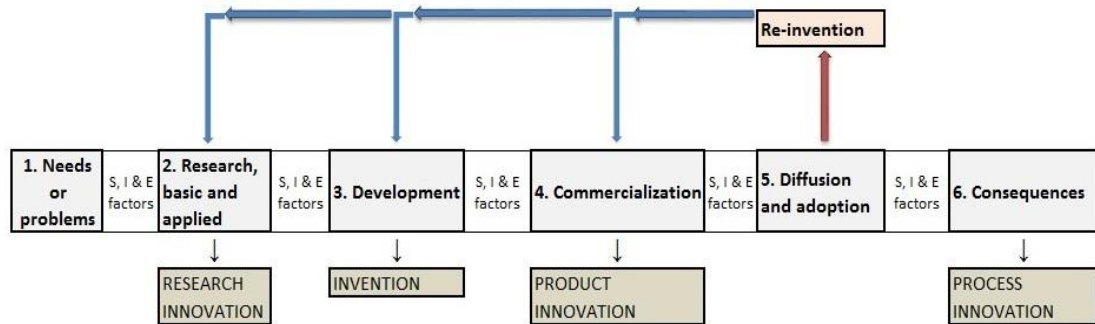 Re-invention
1. Needs
or
problems
S, I & E
factors
2. Research,
basic and
applied
S, I & E
factors
3. Development
S, I & E
factors
4. Commercialization
S, I & E
factors
5. Diffusion
and adoption
S, I & E
factors
6. Consequences
RESEARCH
INNOVATION
INVENTION
PRODUCT
INNOVATION
PROCESS
INNOVATION